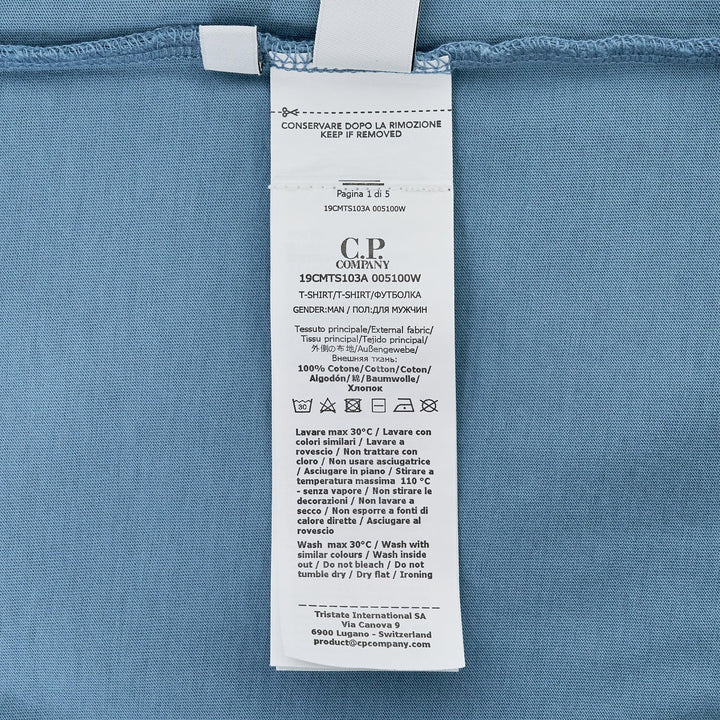 CONSERVARE DOPO LA RIMOZIONE
KEEP IF REMOVED
Pagina 1 di 5
19CMTS103A 005100W
C.P.
COMPANY
19CMTS103A 005100W
T-SHIRT/T-SHIRT/ФУТБОЛКА
GENDER:MAN / ПОЛ:ДЛЯ МУЖЧИН
Tessuto principale/External fabric/
Tissu principal/Tejido principal/
外側の布地/Außengewebe/
Внешняя ткань:
100% Cotone/Cotton/Coton/
Algodón/綿/Baumwolle/
Хлопок
30
Lavare max 30°C / Lavare con
colori similari / Lavare a
rovescio / Non trattare con
cloro / Non usare asciugatrice
/ Asciugare in piano / Stirare a
temperatura massima 110 °C
- senza vapore / Non stirare le
decorazioni / Non lavare a
secco / Non esporre a fonti di
calore dirette / Asciugare al
rovescio
Wash max 30°C / Wash with
similar colours / Wash inside
out / Do not bleach / Do not
tumble dry / Dry flat / Ironing
Tristate International SA
Via Canova 9
6900 Lugano - Switzerland
product@cpcompany.com